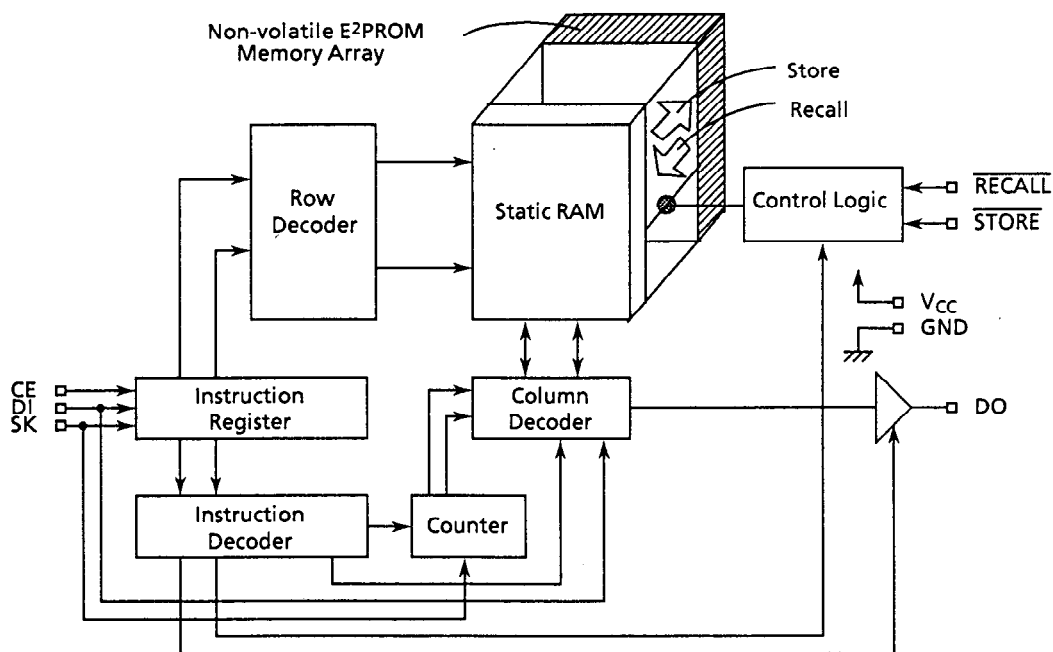 Non-volatile E²PROM
Memory Array
Store
Recall
Row
Decoder
Static RAM
Control Logic
RECALL
STORE
VCC
GND
CE
DI
SK
Instruction
Register
Column
Decoder
DO
Instruction
Decoder
Counter